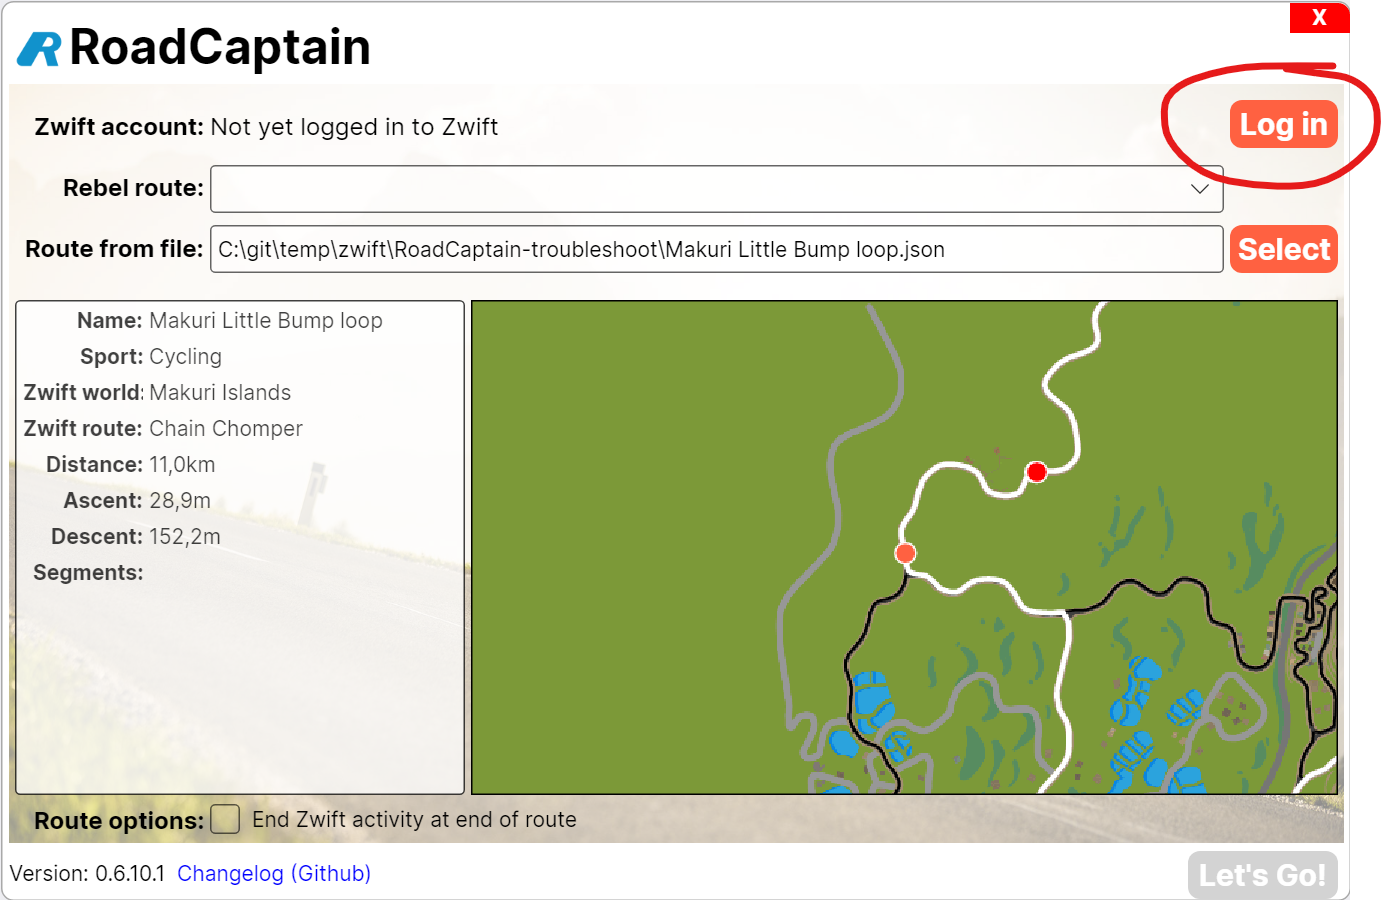 X
RoadCaptain
Zwift account: Not yet logged in to Zwift
Log in
Rebel route:
Route from file: C:\git\temp\zwift\RoadCaptain-troubleshoot\Makuri Little Bump loop.json
Select
Name: Makuri Little Bump loop
Sport: Cycling
Zwift world: Makuri Islands
Zwift route: Chain Chomper
Distance: 11,0km
Ascent: 28,9m
Descent: 152,2m
Segments:
Route options: End Zwift activity at end of route
Version: 0.6.10.1 Changelog (Github)
Let's Go!